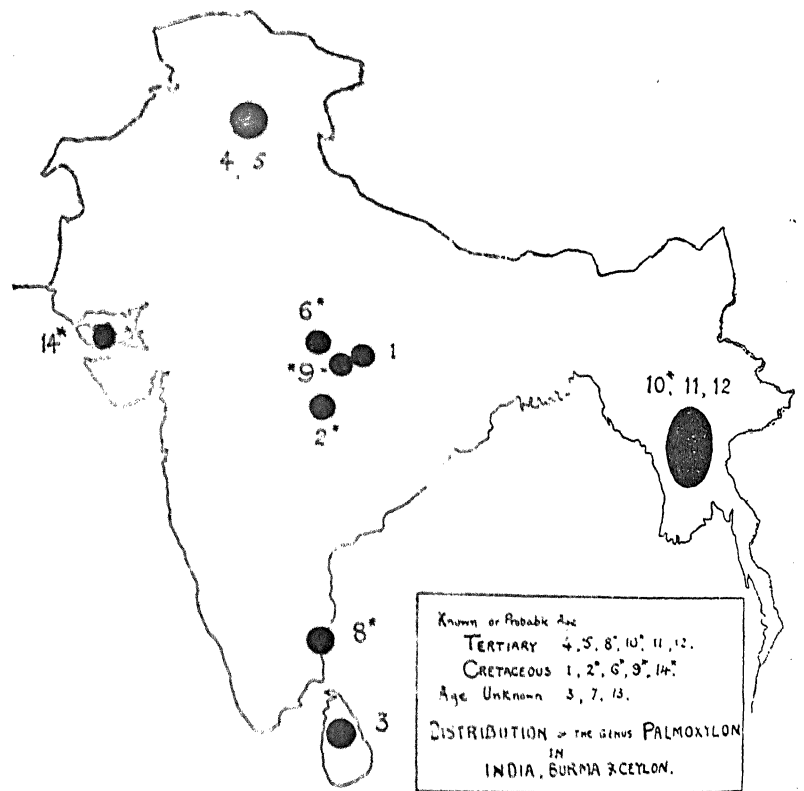 4, 5
6*
14*
1
*9
10*, 11, 12
2*
8*
3
Known or Probable Age
TERTIARY 4, 5, 8*, 10*, 11, 12.
CRETACEOUS 1, 2*, 6*, 9*, 14*.
Age Unknown 3, 7, 13.
DISTRIBUTION OF THE GENUS PALMOXYLON
IN
INDIA, BURMA & CEYLON.